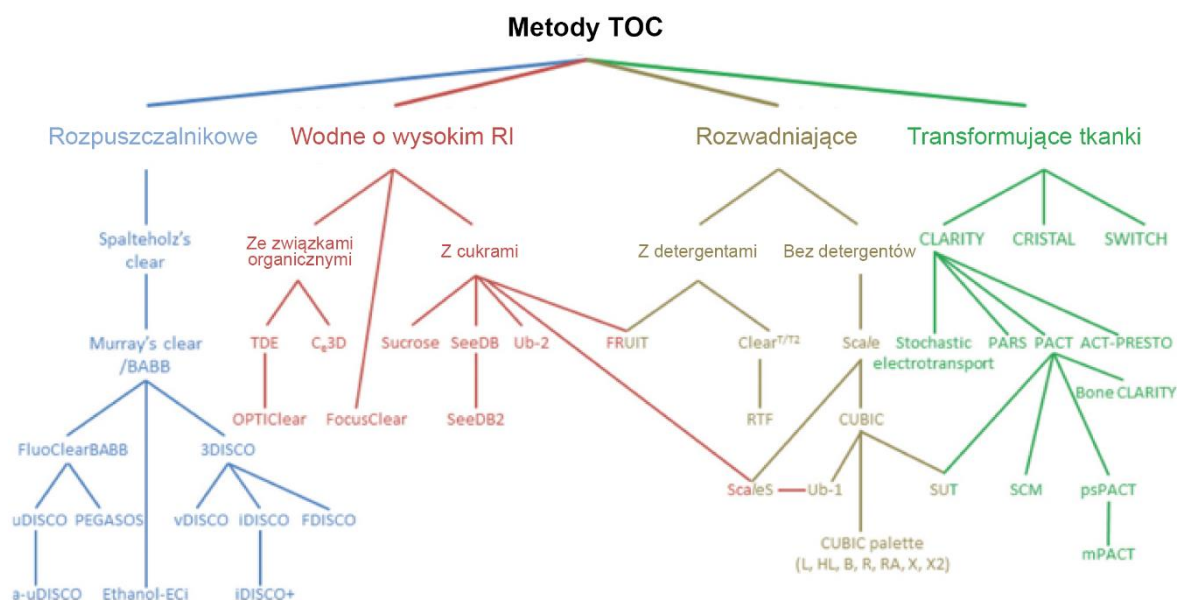 Metody TOC
Rozpuszczalnikowe
Wodne o wysokim RI
Rozwadniające
Transformujące tkanki
Spalteholz's
clear
Ze związkami
organicznymi
Z cukrami
Z detergentami
Bez detergentów
CLARITY
CRISTAL
SWITCH
Murray's clear
/BABB
TDE
Cₑ3D
Sucrose
SeeDB
Ub-2
FRUIT
Clearᵀ/ᵀ²
Scale
Stochastic
electrotransport
PARS
PACT
ACT-PRESTO
Bone CLARITY
OPTIClear
FocusClear
SeeDB2
RTF
CUBIC
FluoClearBABB
3DISCO
ScaleS
Ub-1
SUT
SCM
psPACT
uDISCO
PEGASOS
vDISCO
iDISCO
FDISCO
CUBIC palette
(L, HL, B, R, RA, X, X2)
mPACT
a-uDISCO
Ethanol-ECi
iDISCO+